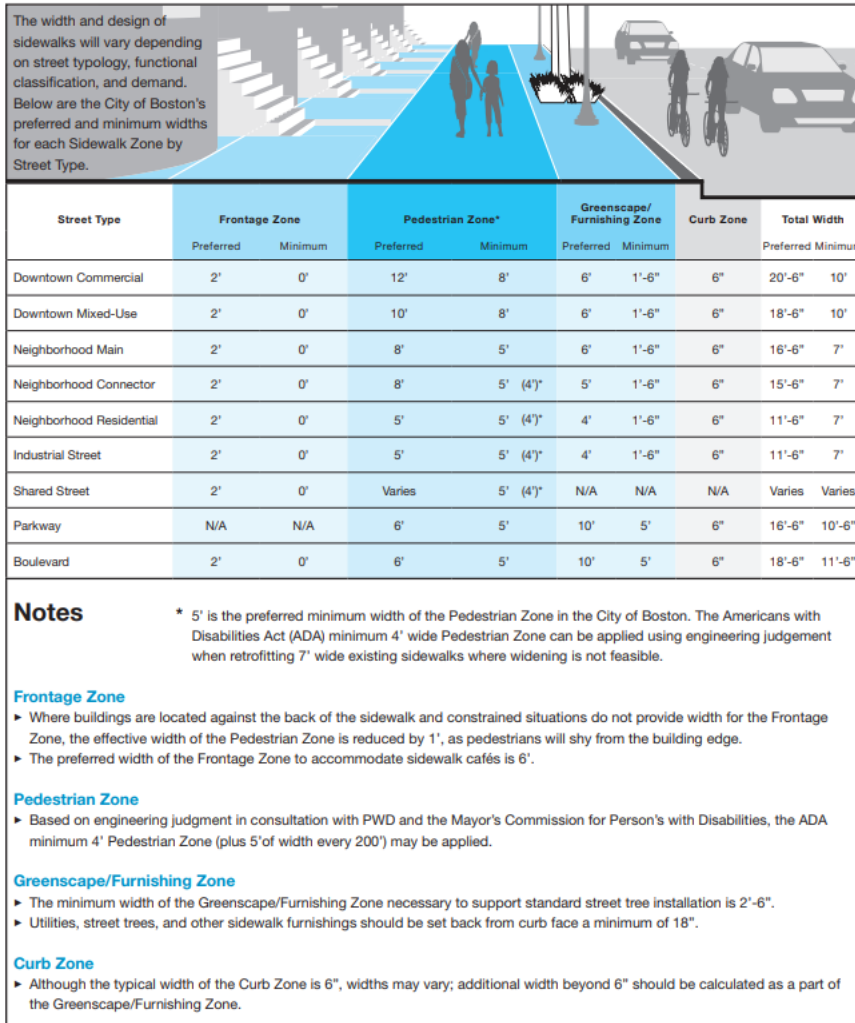 The width and design of
sidewalks will vary depending
on street typology, functional
classification, and demand.
Below are the City of Boston's
preferred and minimum widths
for each Sidewalk Zone by
Street Type.
Street Type Frontage Zone Pedestrian Zone* Greenscape/ Furnishing Zone Curb Zone Total Width
Preferred Minimum Preferred Minimum Preferred Minimum Preferred Minimum
Downtown Commercial 2' 0' 12' 8' 6' 1'-6" 6" 20'-6" 10'
Downtown Mixed-Use 2' 0' 10' 8' 6' 1'-6" 6" 18'-6" 10'
Neighborhood Main 2' 0' 8' 5' 6' 1'-6" 6" 16'-6" 7'
Neighborhood Connector 2' 0' 8' 5' (4')* 5' 1'-6" 6" 15'-6" 7'
Neighborhood Residential 2' 0' 5' 5' (4')* 4' 1'-6" 6" 11'-6" 7'
Industrial Street 2' 0' 5' 5' (4')* 4' 1'-6" 6" 11'-6" 7'
Shared Street 2' 0' Varies 5' (4')* N/A N/A N/A Varies Varies
Parkway N/A N/A 6' 5' 10' 5' 6" 16'-6" 10'-6"
Boulevard 2' 0' 6' 5' 10' 5' 6" 18'-6" 11'-6"
Notes
* 5' is the preferred minimum width of the Pedestrian Zone in the City of Boston. The Americans with
Disabilities Act (ADA) minimum 4' wide Pedestrian Zone can be applied using engineering judgement
when retrofitting 7' wide existing sidewalks where widening is not feasible.
Frontage Zone
► Where buildings are located against the back of the sidewalk and constrained situations do not provide width for the Frontage
Zone, the effective width of the Pedestrian Zone is reduced by 1', as pedestrians will shy from the building edge.
► The preferred width of the Frontage Zone to accommodate sidewalk cafés is 6'.
Pedestrian Zone
► Based on engineering judgment in consultation with PWD and the Mayor's Commission for Person's with Disabilities, the ADA
minimum 4' Pedestrian Zone (plus 5'of width every 200') may be applied.
Greenscape/Furnishing Zone
► The minimum width of the Greenscape/Furnishing Zone necessary to support standard street tree installation is 2'-6".
► Utilities, street trees, and other sidewalk furnishings should be set back from curb face a minimum of 18".
Curb Zone
► Although the typical width of the Curb Zone is 6", widths may vary; additional width beyond 6" should be calculated as a part of
the Greenscape/Furnishing Zone.